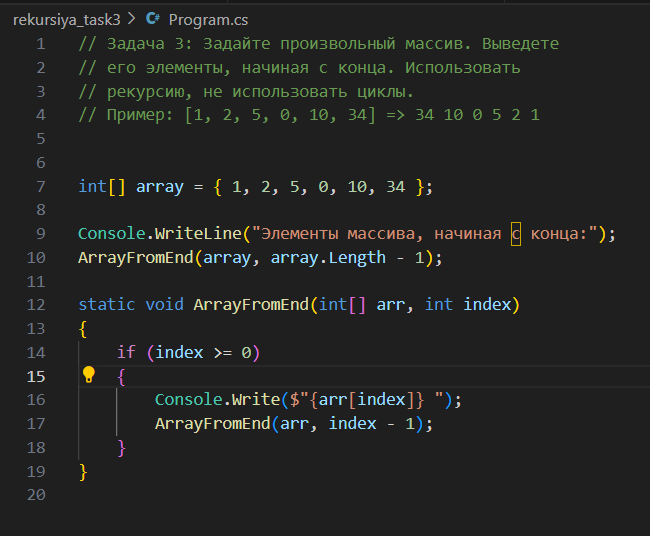 rekursiya_task3 > C# Program.cs
1 // Задача 3: Задайте произвольный массив. Выведете
2 // его элементы, начиная с конца. Использовать
3 // рекурсию, не использовать циклы.
4 // Пример: [1, 2, 5, 0, 10, 34] => 34 10 0 5 2 1
5
6
7 int[] array = { 1, 2, 5, 0, 10, 34 };
8
9 Console.WriteLine("Элементы массива, начиная с конца:");
10 ArrayFromEnd(array, array.Length - 1);
11
12 static void ArrayFromEnd(int[] arr, int index)
13 {
14     if (index >= 0)
15     {
16         Console.Write($"{arr[index]} ");
17         ArrayFromEnd(arr, index - 1);
18     }
19 }
20